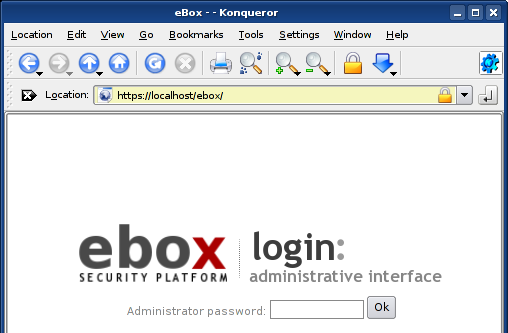 eBox - - Konqueror
Location Edit View Go Bookmarks Tools Settings Window Help
Location: https://localhost/ebox/
ebox login:
SECURITY PLATFORM administrative interface
Administrator password: Ok